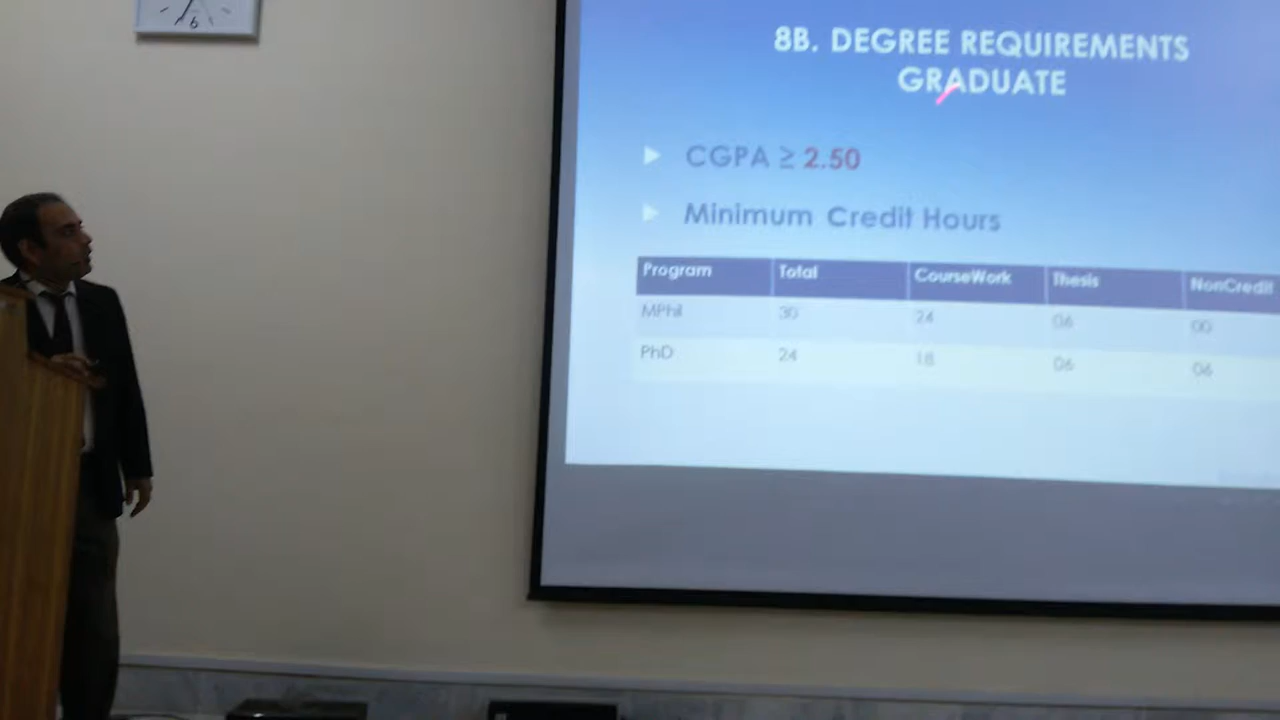 6
8B. DEGREE REQUIREMENTS
GRADUATE
CGPA ≥ 2.50
Minimum Credit Hours
Program Total CourseWork Thesis NonCredit
MPhil 30 24 06 00
PhD 24 18 06 06